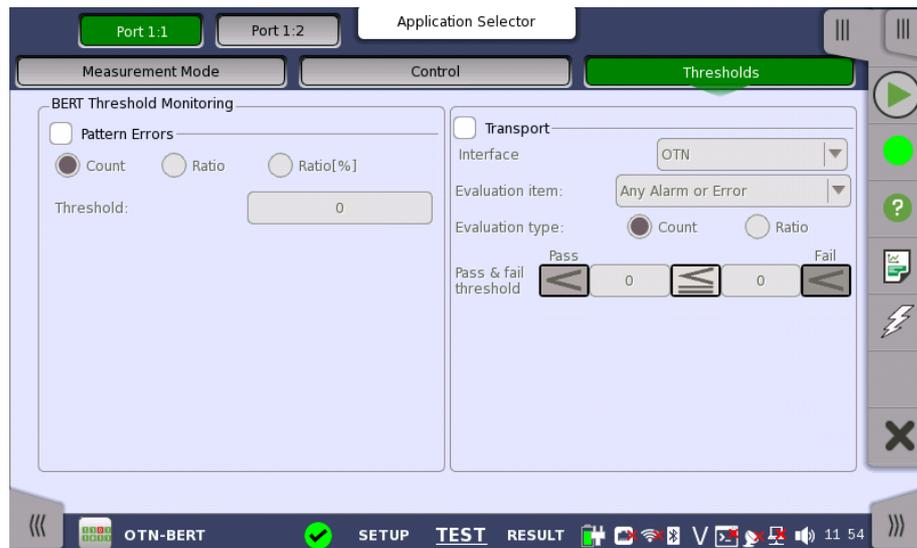 Application Selector
Port 1:1
Port 1:2
Measurement Mode
Control
Thresholds
BERT Threshold Monitoring
Pattern Errors
Count
Ratio
Ratio[%]
Threshold:
0
Transport
Interface
OTN
Evaluation item:
Any Alarm or Error
Evaluation type:
Count
Ratio
Pass
Fail
Pass & fail
threshold
<
0
≤
0
<
OTN-BERT
SETUP
TEST
RESULT
V
11 54